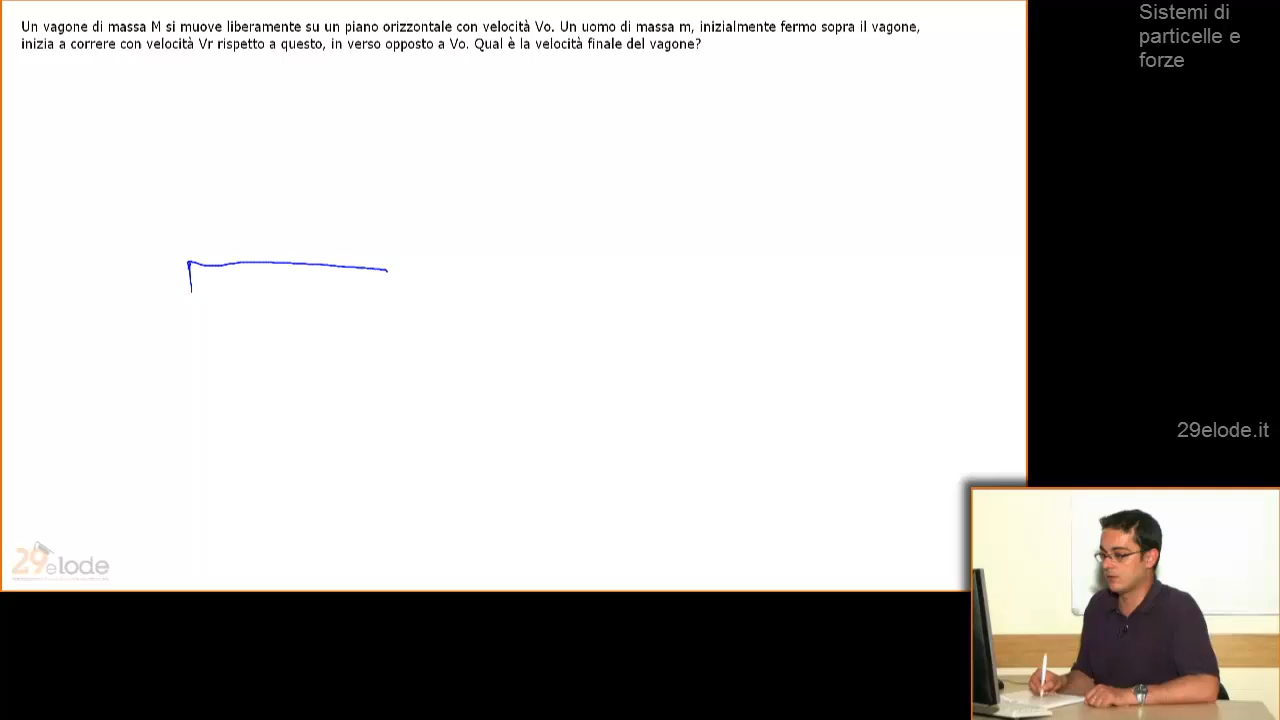 Un vagone di massa M si muove liberamente su un piano orizzontale con velocità Vo. Un uomo di massa m, inizialmente fermo sopra il vagone,
inizia a correre con velocità Vr rispetto a questo, in verso opposto a Vo. Qual è la velocità finale del vagone?
Sistemi di
particelle e
forze
29elode.it
29elode